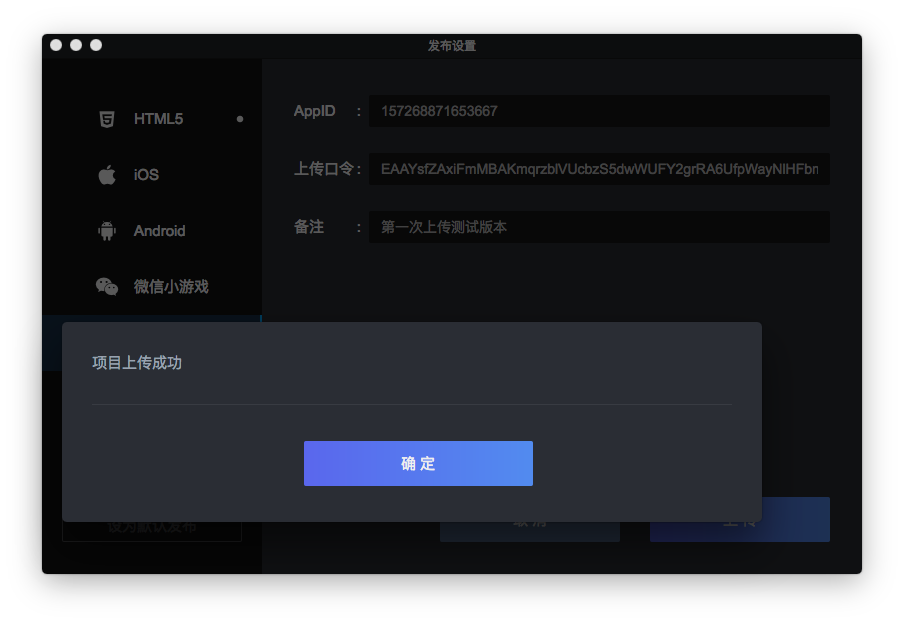 发布设置
HTML5
iOS
Android
微信小游戏
AppID : 157268871653667
上传口令: EAAYsfZAxiFmMBAKmqrzblVUcbzS5dwWUFY2grRA6UfpWayNlHFbr
备注 : 第一次上传测试版本
项目上传成功
确 定
设为默认发布
取 消
上 传